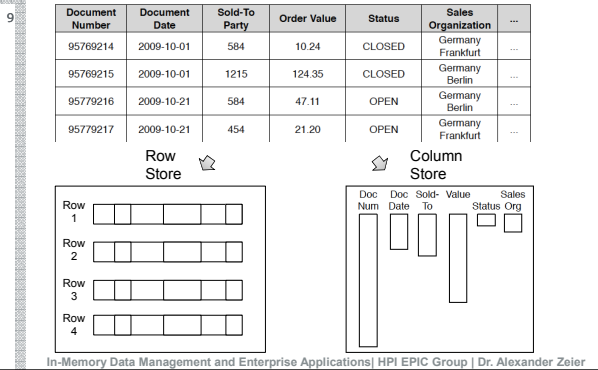 9
Document Number Document Date Sold-To Party Order Value Status Sales Organization ...
95769214 2009-10-01 584 10.24 CLOSED Germany Frankfurt ...
95769215 2009-10-01 1215 124.35 CLOSED Germany Berlin ...
95779216 2009-10-21 584 47.11 OPEN Germany Berlin ...
95779217 2009-10-21 454 21.20 OPEN Germany Frankfurt ...
Row Store
Column Store
Row 1
Row 2
Row 3
Row 4
Doc Num Doc Date Sold-To Value Status Sales Org
In-Memory Data Management and Enterprise Applications| HPI EPIC Group | Dr. Alexander Zeier